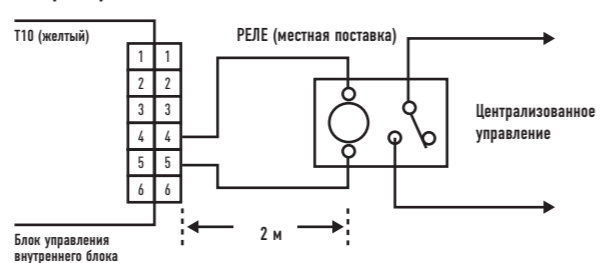 T10 (желтый)
РЕЛЕ (местная поставка)
1 1
2 2
3 3
4 4
5 5
6 6
Централизованное
управление
2 м
Блок управления
внутреннего блока